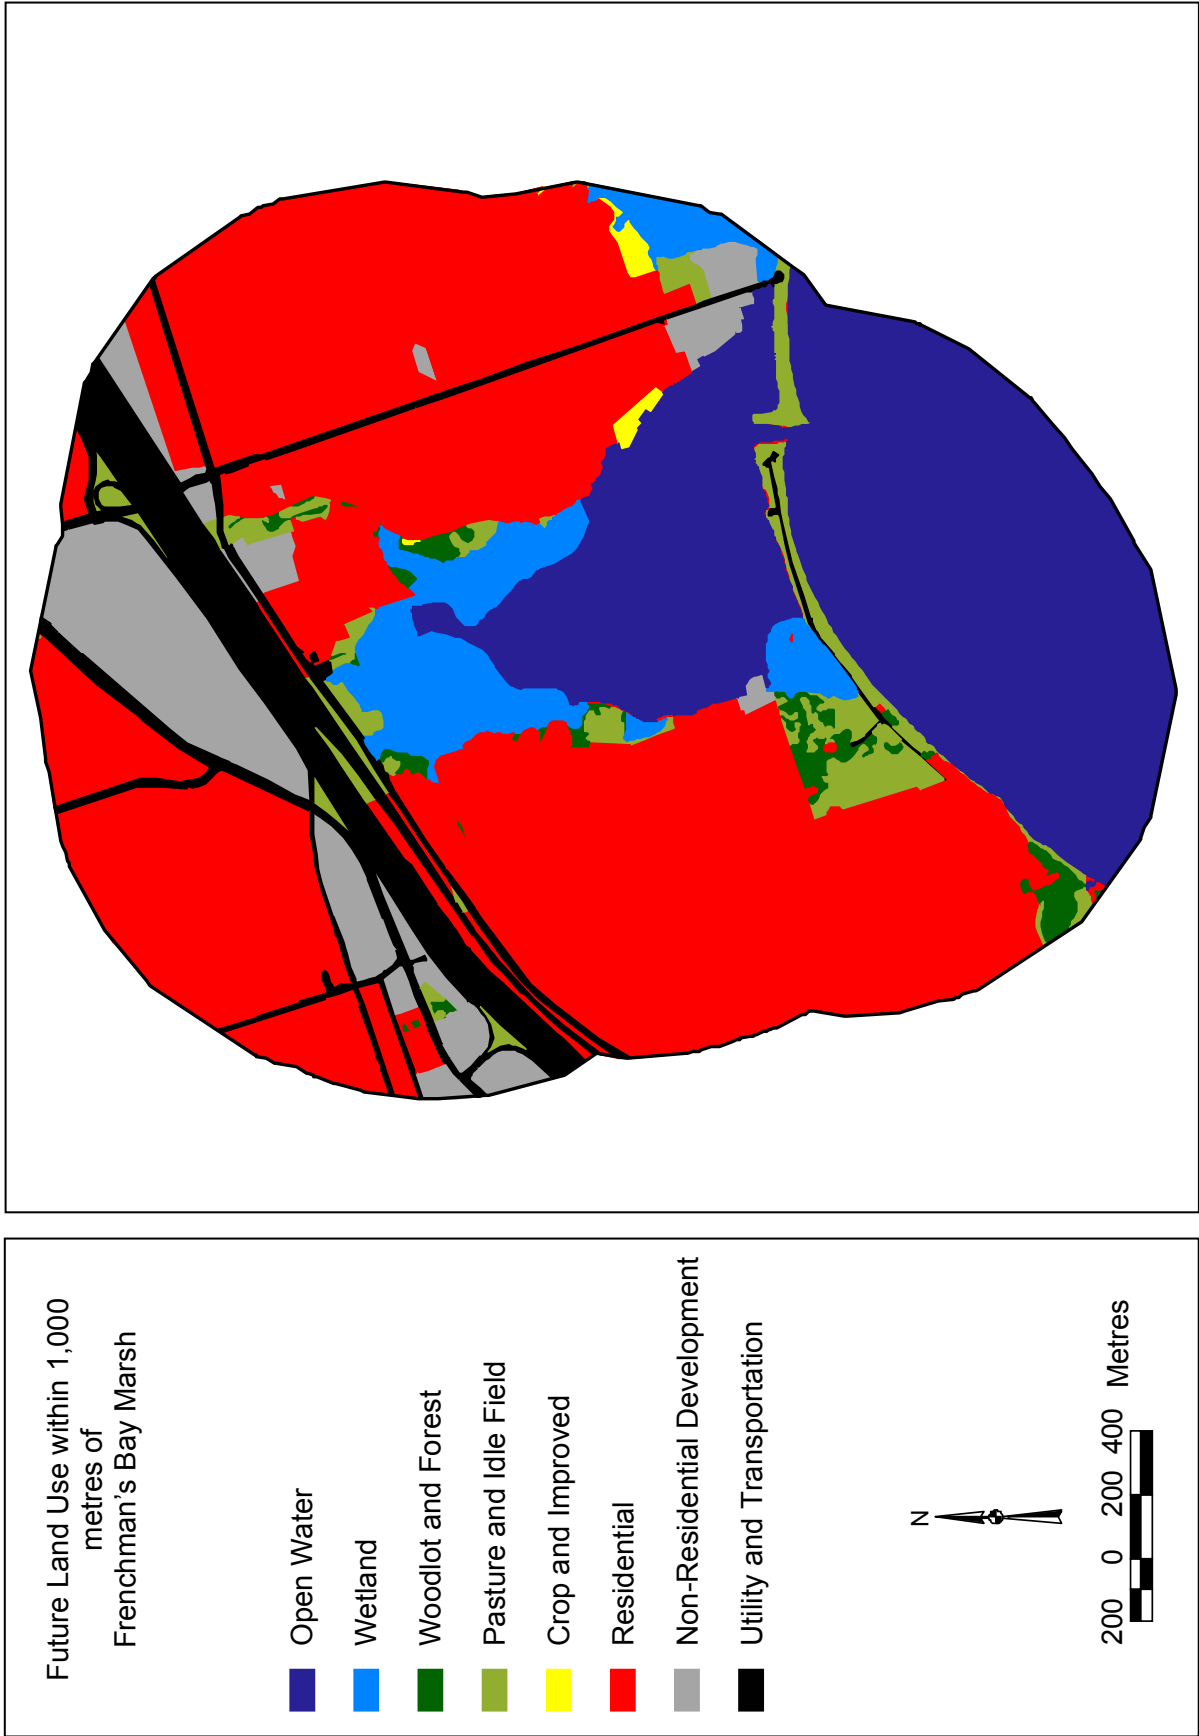 Future Land Use within 1,000
metres of
Frenchman's Bay Marsh
Open Water
Wetland
Woodlot and Forest
Pasture and Idle Field
Crop and Improved
Residential
Non-Residential Development
Utility and Transportation
N
200 0 200 400 Metres